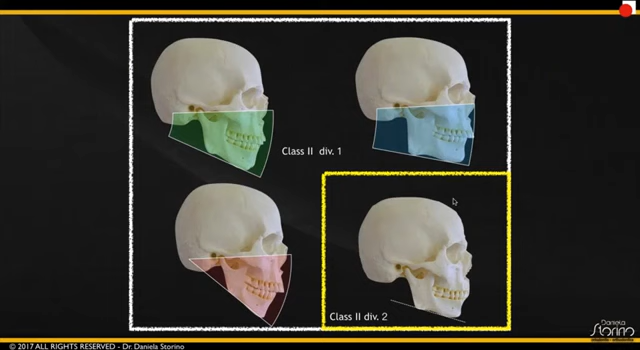 Class II div. 1
Class II div. 2
Daniela
Storino
© 2017 ALL RIGHTS RESERVED - Dr. Daniela Storino